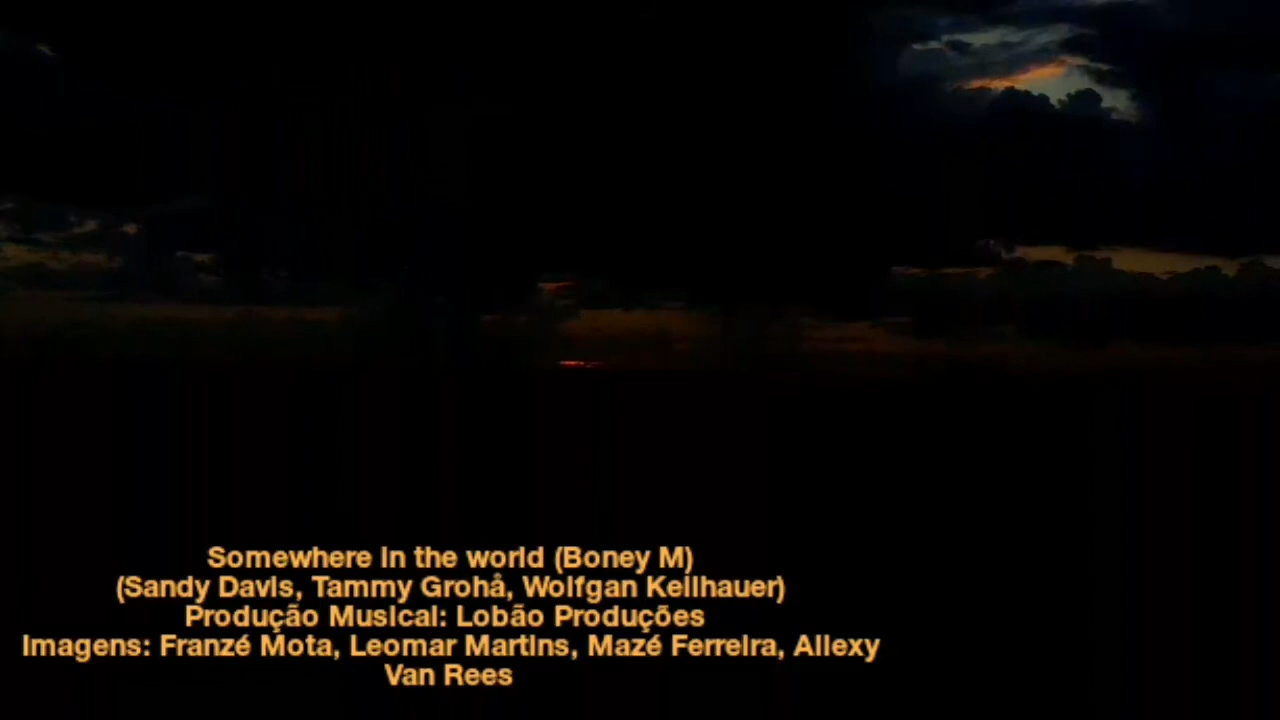 Somewhere in the world (Boney M)
(Sandy Davis, Tammy Grohå, Wolfgan Keilhauer)
Produção Musical: Lobão Produções
Imagens: Franzé Mota, Leomar Martins, Mazé Ferreira, Allexy
Van Rees